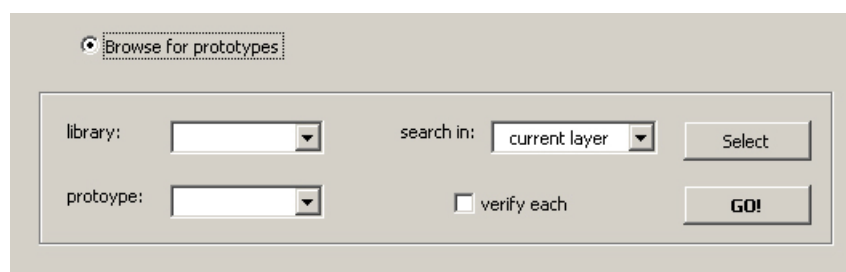 Browse for prototypes
library: search in: current layer Select
protoype: verify each GO!